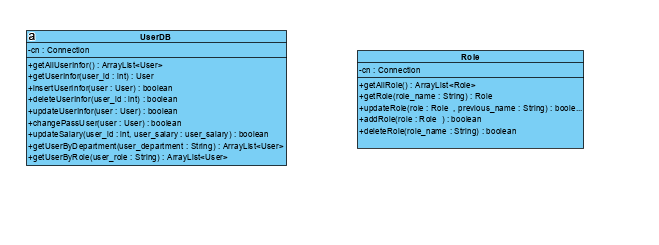 a
UserDB
-cn : Connection
+getAllUserInfor() : ArrayList<User>
+getUserInfor(user_id : int) : User
+insertUserInfor(user : User) : boolean
+deleteUserInfor(user_id : int) : boolean
+updateUserInfor(user : User) : boolean
+changePassUser(user : User) : boolean
+updateSalary(user_id : int, user_salary : user_salary) : boolean
+getUserByDepartment(user_department : String) : ArrayList<User>
+getUserByRole(user_role : String) : ArrayList<User>
Role
-cn : Connection
+getAllRole() : ArrayList<Role>
+getRole(role_name : String) : Role
+updateRole(role : Role , previous_name : String) : boole...
+addRole(role : Role ) : boolean
+deleteRole(role_name : String) : boolean